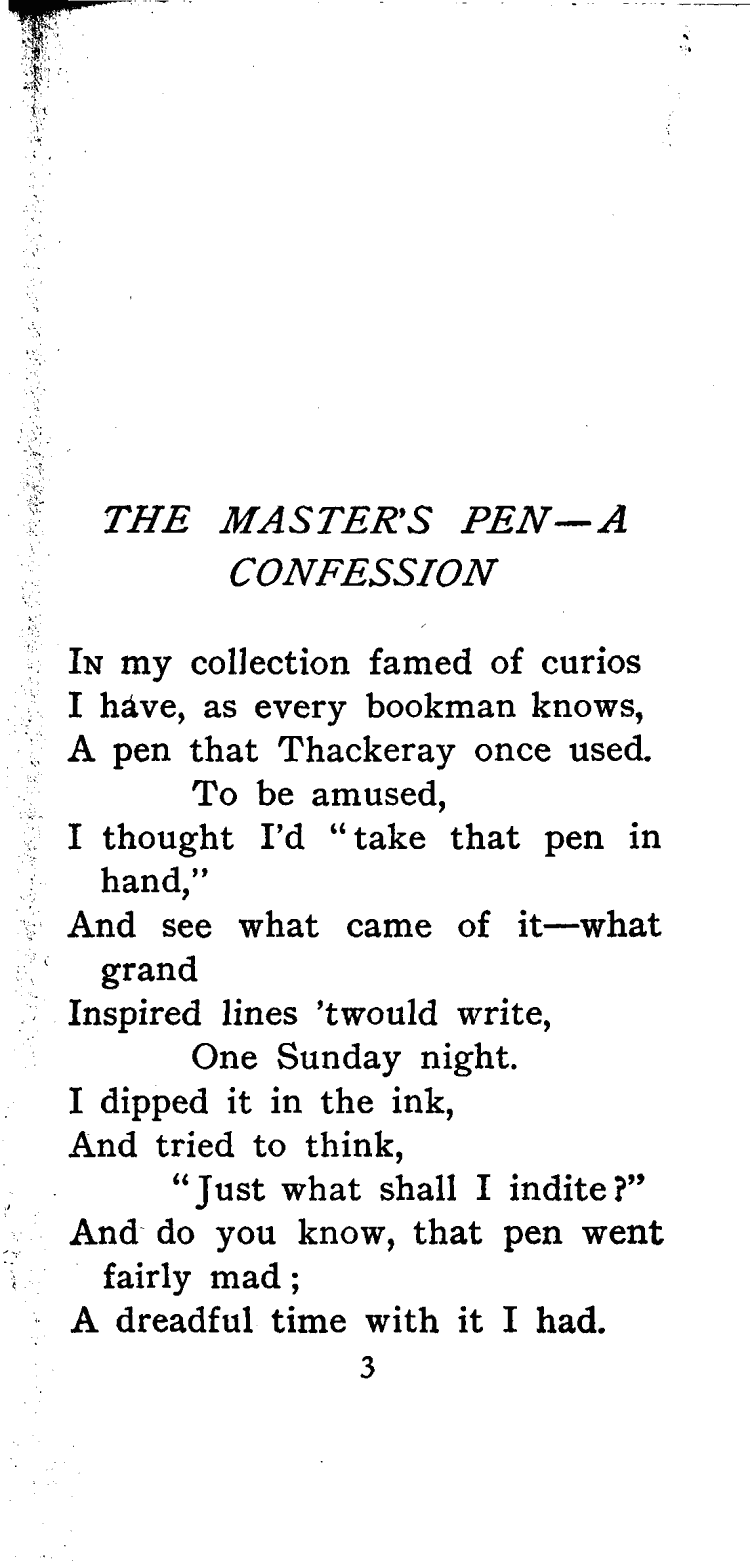 THE MASTER'S PEN—A
CONFESSION
IN my collection famed of curios
I have, as every bookman knows,
A pen that Thackeray once used.
To be amused,
I thought I'd “take that pen in
hand,”
And see what came of it—what
grand
Inspired lines 'twould write,
One Sunday night.
I dipped it in the ink,
And tried to think,
“Just what shall I indite?”
And do you know, that pen went
fairly mad;
A dreadful time with it I had.
3